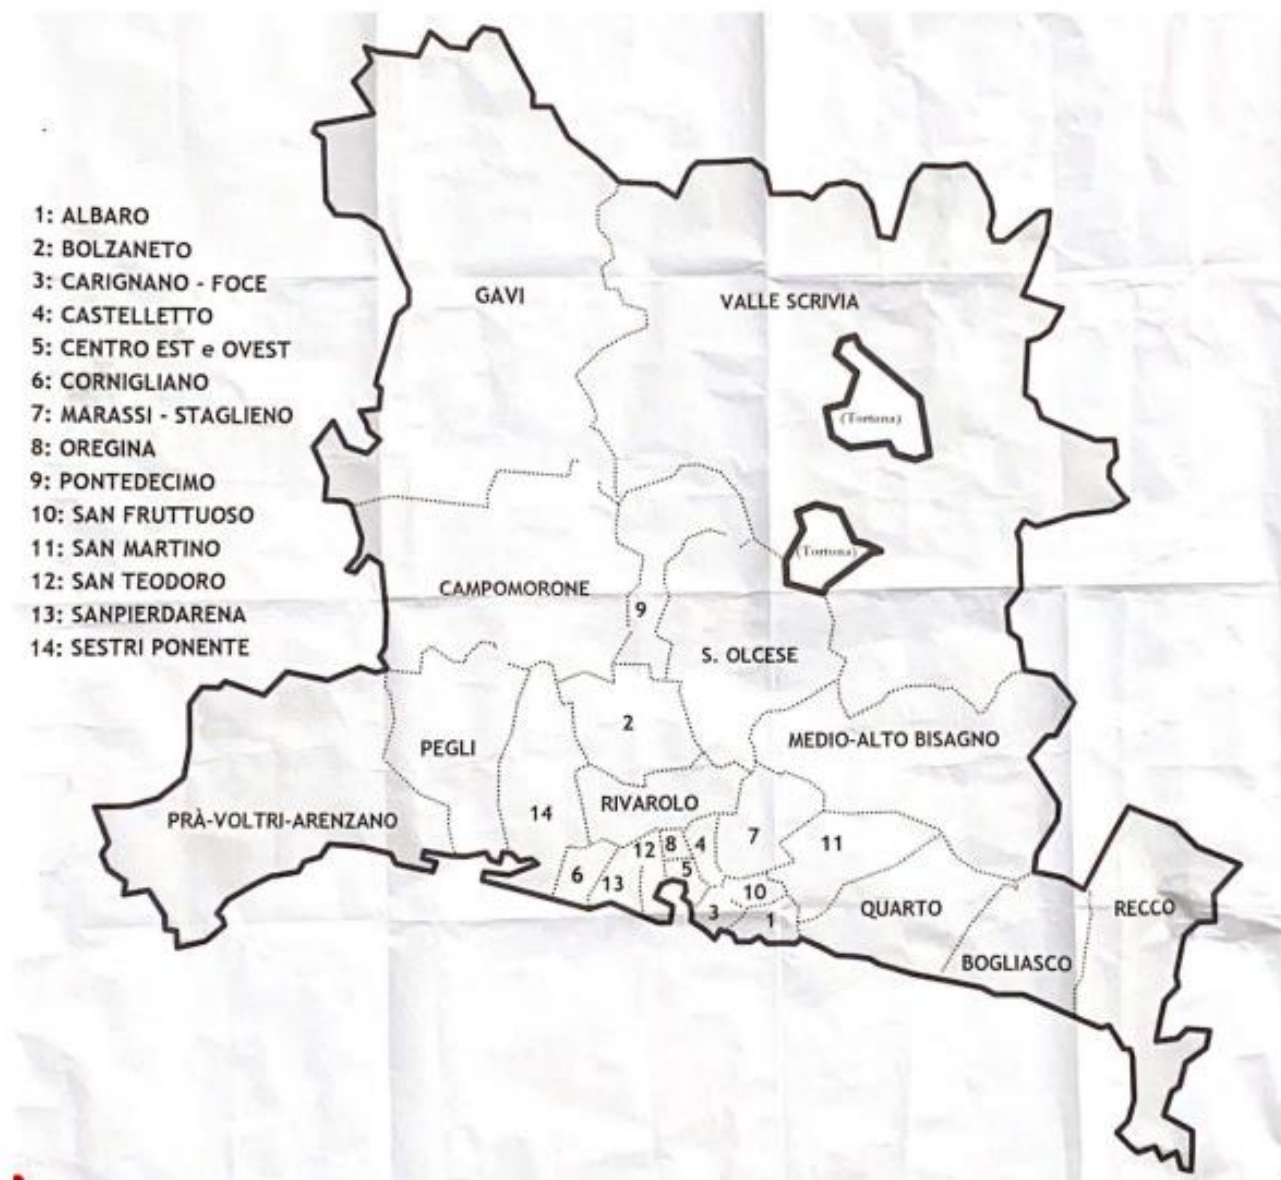 1: ALBARO
2: BOLZANETO
3: CARIGNANO - FOCE
4: CASTELLETTO
5: CENTRO EST e OVEST
6: CORNIGLIANO
7: MARASSI - STAGLIENO
8: OREGINA
9: PONTEDECIMO
10: SAN FRUTTUOSO
11: SAN MARTINO
12: SAN TEODORO
13: SANPIERDARENA
14: SESTRI PONENTE
GAVI
VALLE SCRIVIA
(Tortona)
(Tortona)
CAMPOMORONE
9
S. OLCESE
2
PEGLI
MEDIO-ALTO BISAGNO
RIVAROLO
14
PRÀ-VOLTRI-ARENZANO
7
11
12
8
4
5
6
13
10
3
1
QUARTO
RECCO
BOGLIASCO